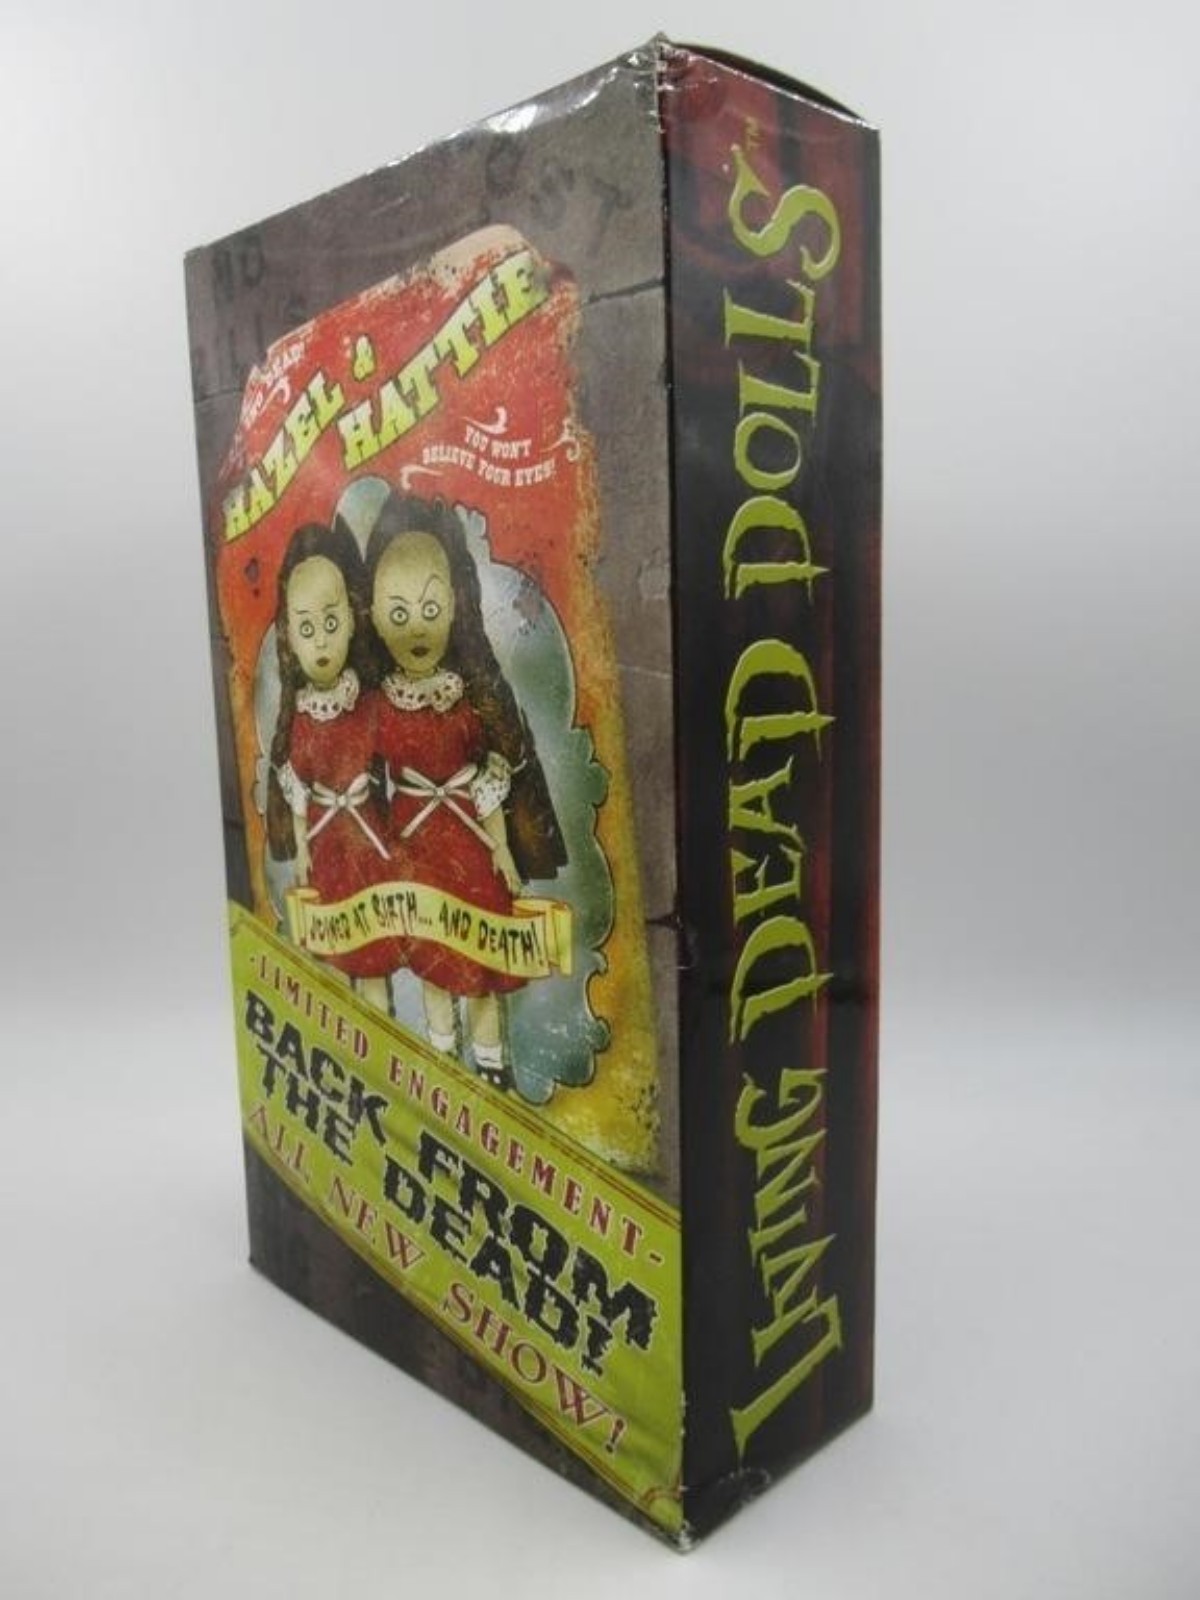 HAZEL &
HATTIE
YOU WON'T
BELIEVE YOUR EYES!
JOINED AT BIRTH... AND DEATH!
-LIMITED ENGAGEMENT-
BACK FROM
THE DEAD!
ALL NEW SHOW!
LIVING DEAD DOLLS™